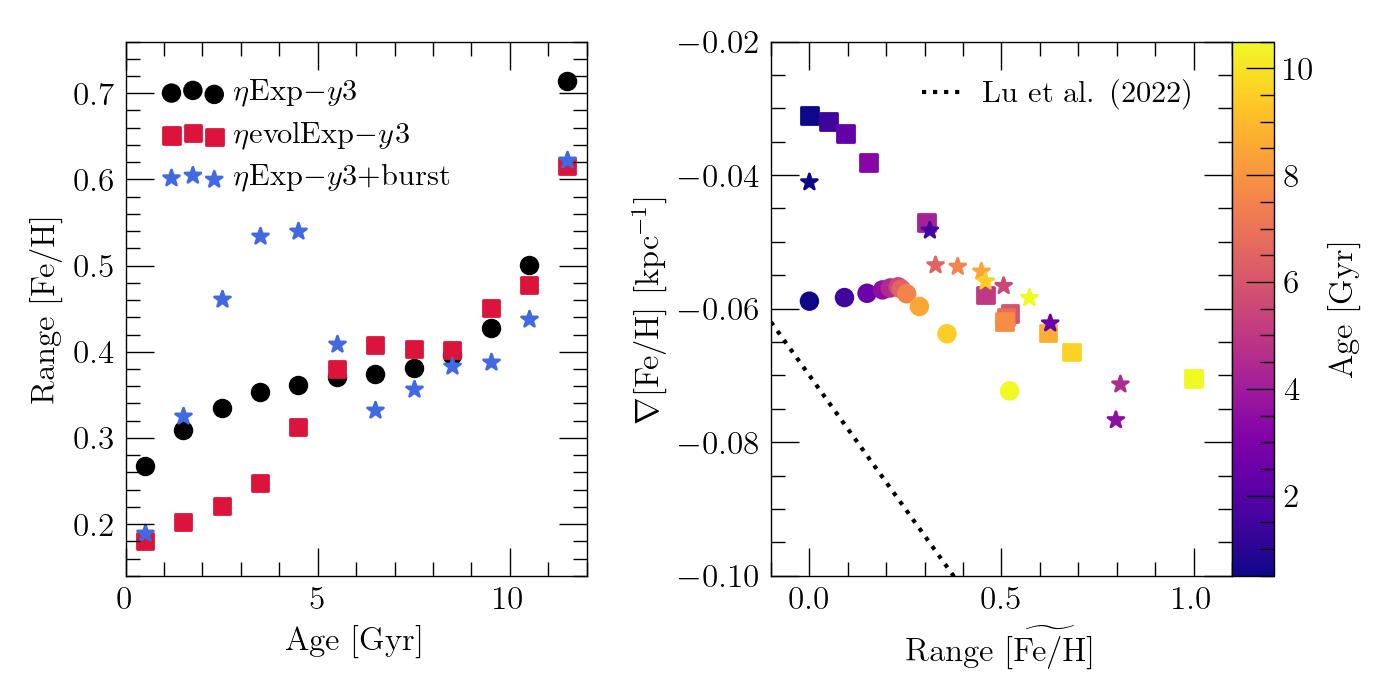 ηExp−y3
ηevolExp−y3
ηExp−y3+burst
Range [Fe/H]
0.7
0.6
0.5
0.4
0.3
0.2
0
5
10
Age [Gyr]
Lu et al. (2022)
∇[Fe/H] [kpc⁻¹]
−0.02
−0.04
−0.06
−0.08
−0.10
0.0
0.5
1.0
Range [F͠e/H]
10
8
6
4
2
Age [Gyr]